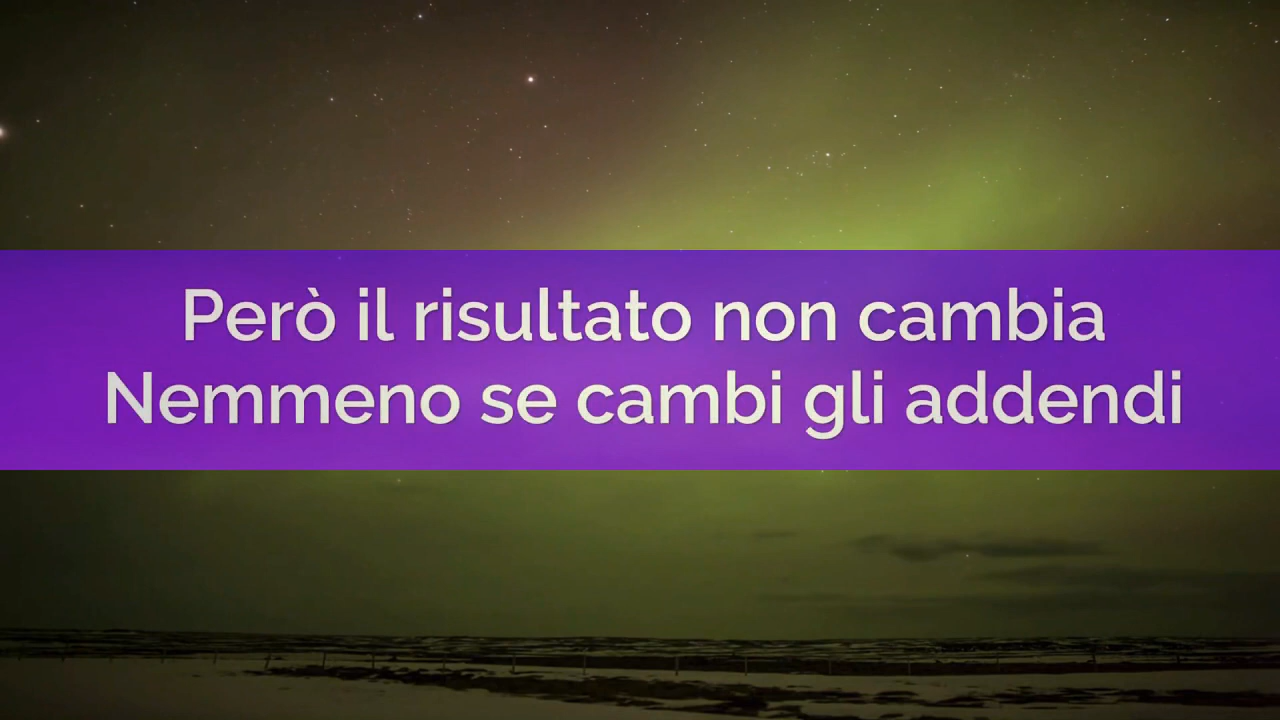 Però il risultato non cambia
Nemmeno se cambi gli addendi